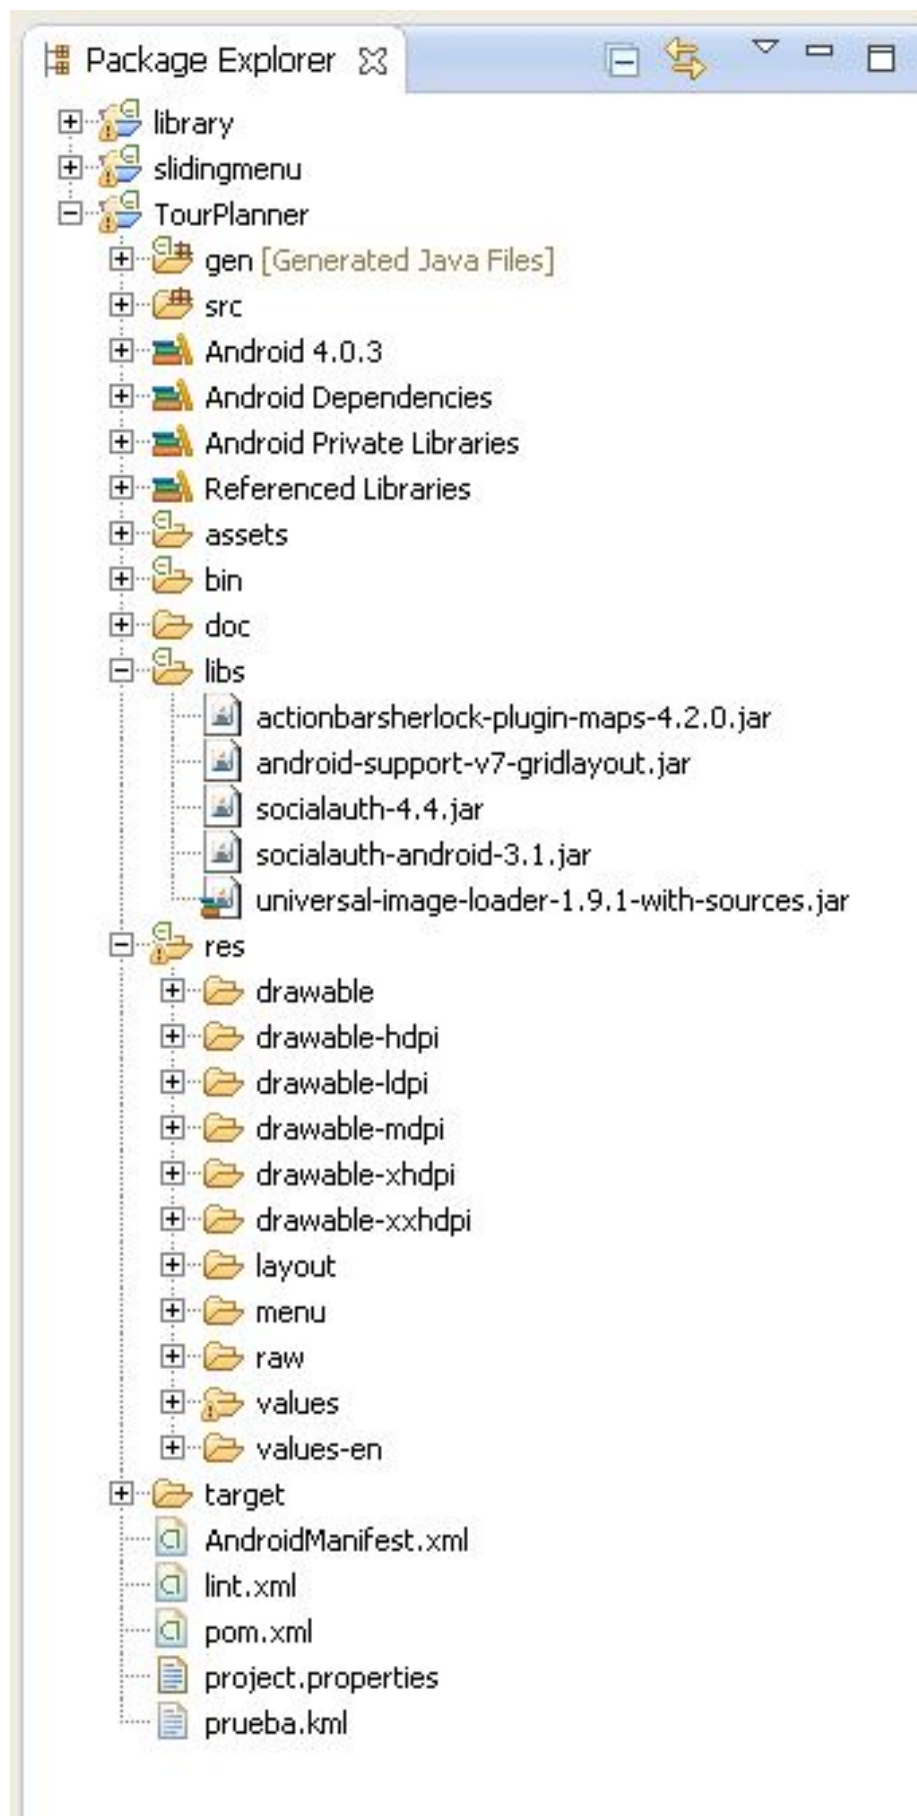 Package Explorer
library
slidingmenu
TourPlanner
gen [Generated Java Files]
src
Android 4.0.3
Android Dependencies
Android Private Libraries
Referenced Libraries
assets
bin
doc
libs
actionbarsherlock-plugin-maps-4.2.0.jar
android-support-v7-gridlayout.jar
socialauth-4.4.jar
socialauth-android-3.1.jar
universal-image-loader-1.9.1-with-sources.jar
res
drawable
drawable-hdpi
drawable-ldpi
drawable-mdpi
drawable-xhdpi
drawable-xxhdpi
layout
menu
raw
values
values-en
target
AndroidManifest.xml
lint.xml
pom.xml
project.properties
prueba.kml